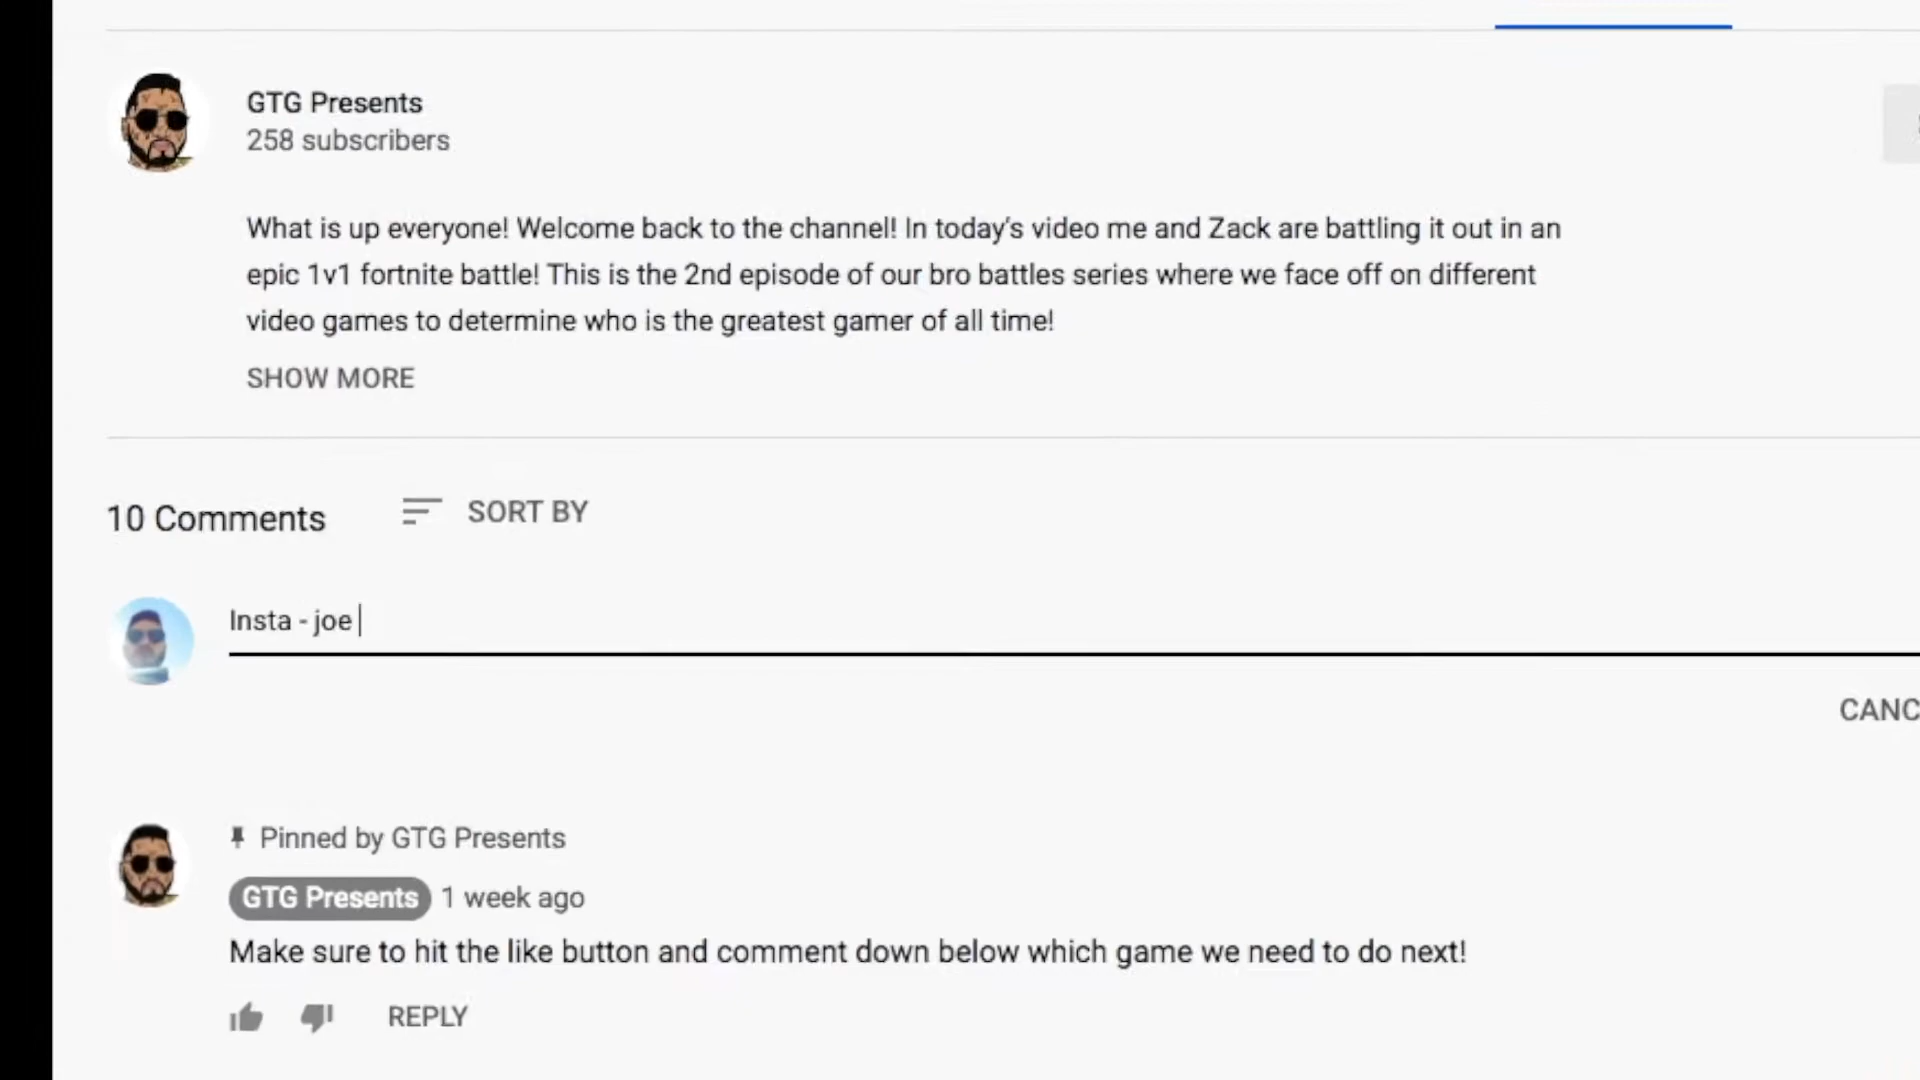 GTG Presents
258 subscribers
What is up everyone! Welcome back to the channel! In today's video me and Zack are battling it out in an
epic 1v1 fortnite battle! This is the 2nd episode of our bro battles series where we face off on different
video games to determine who is the greatest gamer of all time!
SHOW MORE
10 Comments
SORT BY
Insta - joe
CANC
Pinned by GTG Presents
GTG Presents 1 week ago
Make sure to hit the like button and comment down below which game we need to do next!
REPLY